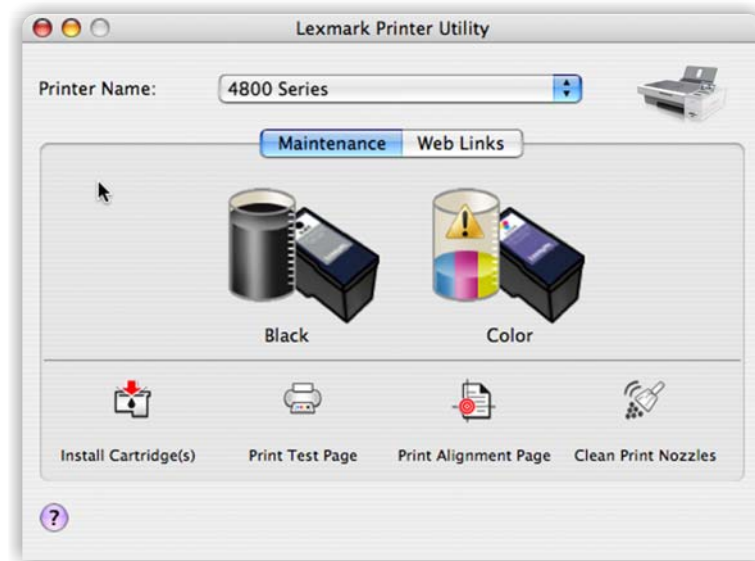 Lexmark Printer Utility
Printer Name: 4800 Series
Maintenance Web Links
Black Color
Install Cartridge(s) Print Test Page Print Alignment Page Clean Print Nozzles
?